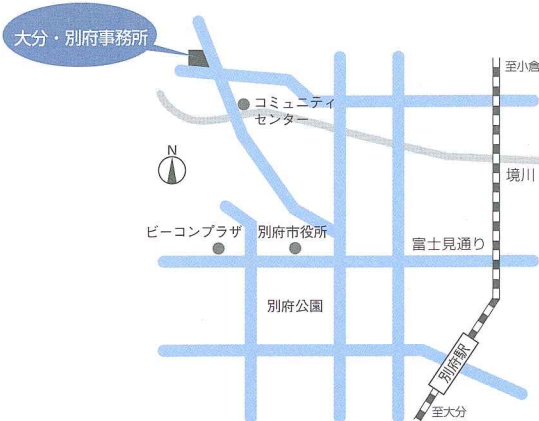 大分・別府事務所
至小倉
コミュニティ
センター
N
境川
ビーコンプラザ
別府市役所
富士見通り
別府公園
別府駅
至大分